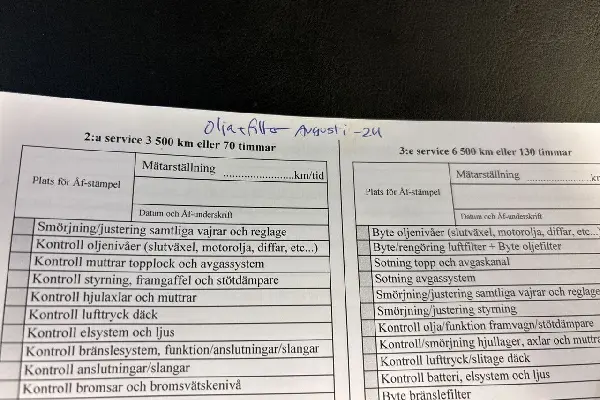 Olja + filter Augusti -24
2:a service 3 500 km eller 70 timmar
Plats för Åf-stämpel
Mätarställning ........................km/tid
Datum och Åf-underskrift
Smörjning/justering samtliga vajrar och reglage
Kontroll oljenivåer (slutväxel, motorolja, diffar, etc...)
Kontroll muttrar topplock och avgassystem
Kontroll styrning, framgaffel och stötdämpare
Kontroll hjulaxlar och muttrar
Kontroll lufttryck däck
Kontroll elsystem och ljus
Kontroll bränslesystem, funktion/anslutningar/slangar
Kontroll anslutningar/slangar
Kontroll bromsar och bromsvätskenivå
3:e service 6 500 km eller 130 timmar
Plats för Åf-stämpel
Mätarställning ........................
Datum och Åf-underskrift
Byte oljenivåer (slutväxel, motorolja, diffar, etc...)
Byte/rengöring luftfilter + Byte oljefilter
Sotning topp och avgaskanal
Sotning avgassystem
Smörjning/justering samtliga vajrar och reglage
Smörjning/justering styrning
Kontroll olja/funktion framvagn/stötdämpare
Kontroll/smörjning hjullager, axlar och muttra
Kontroll lufttryck/slitage däck
Kontroll batteri, elsystem och ljus
Byte bränslefilter